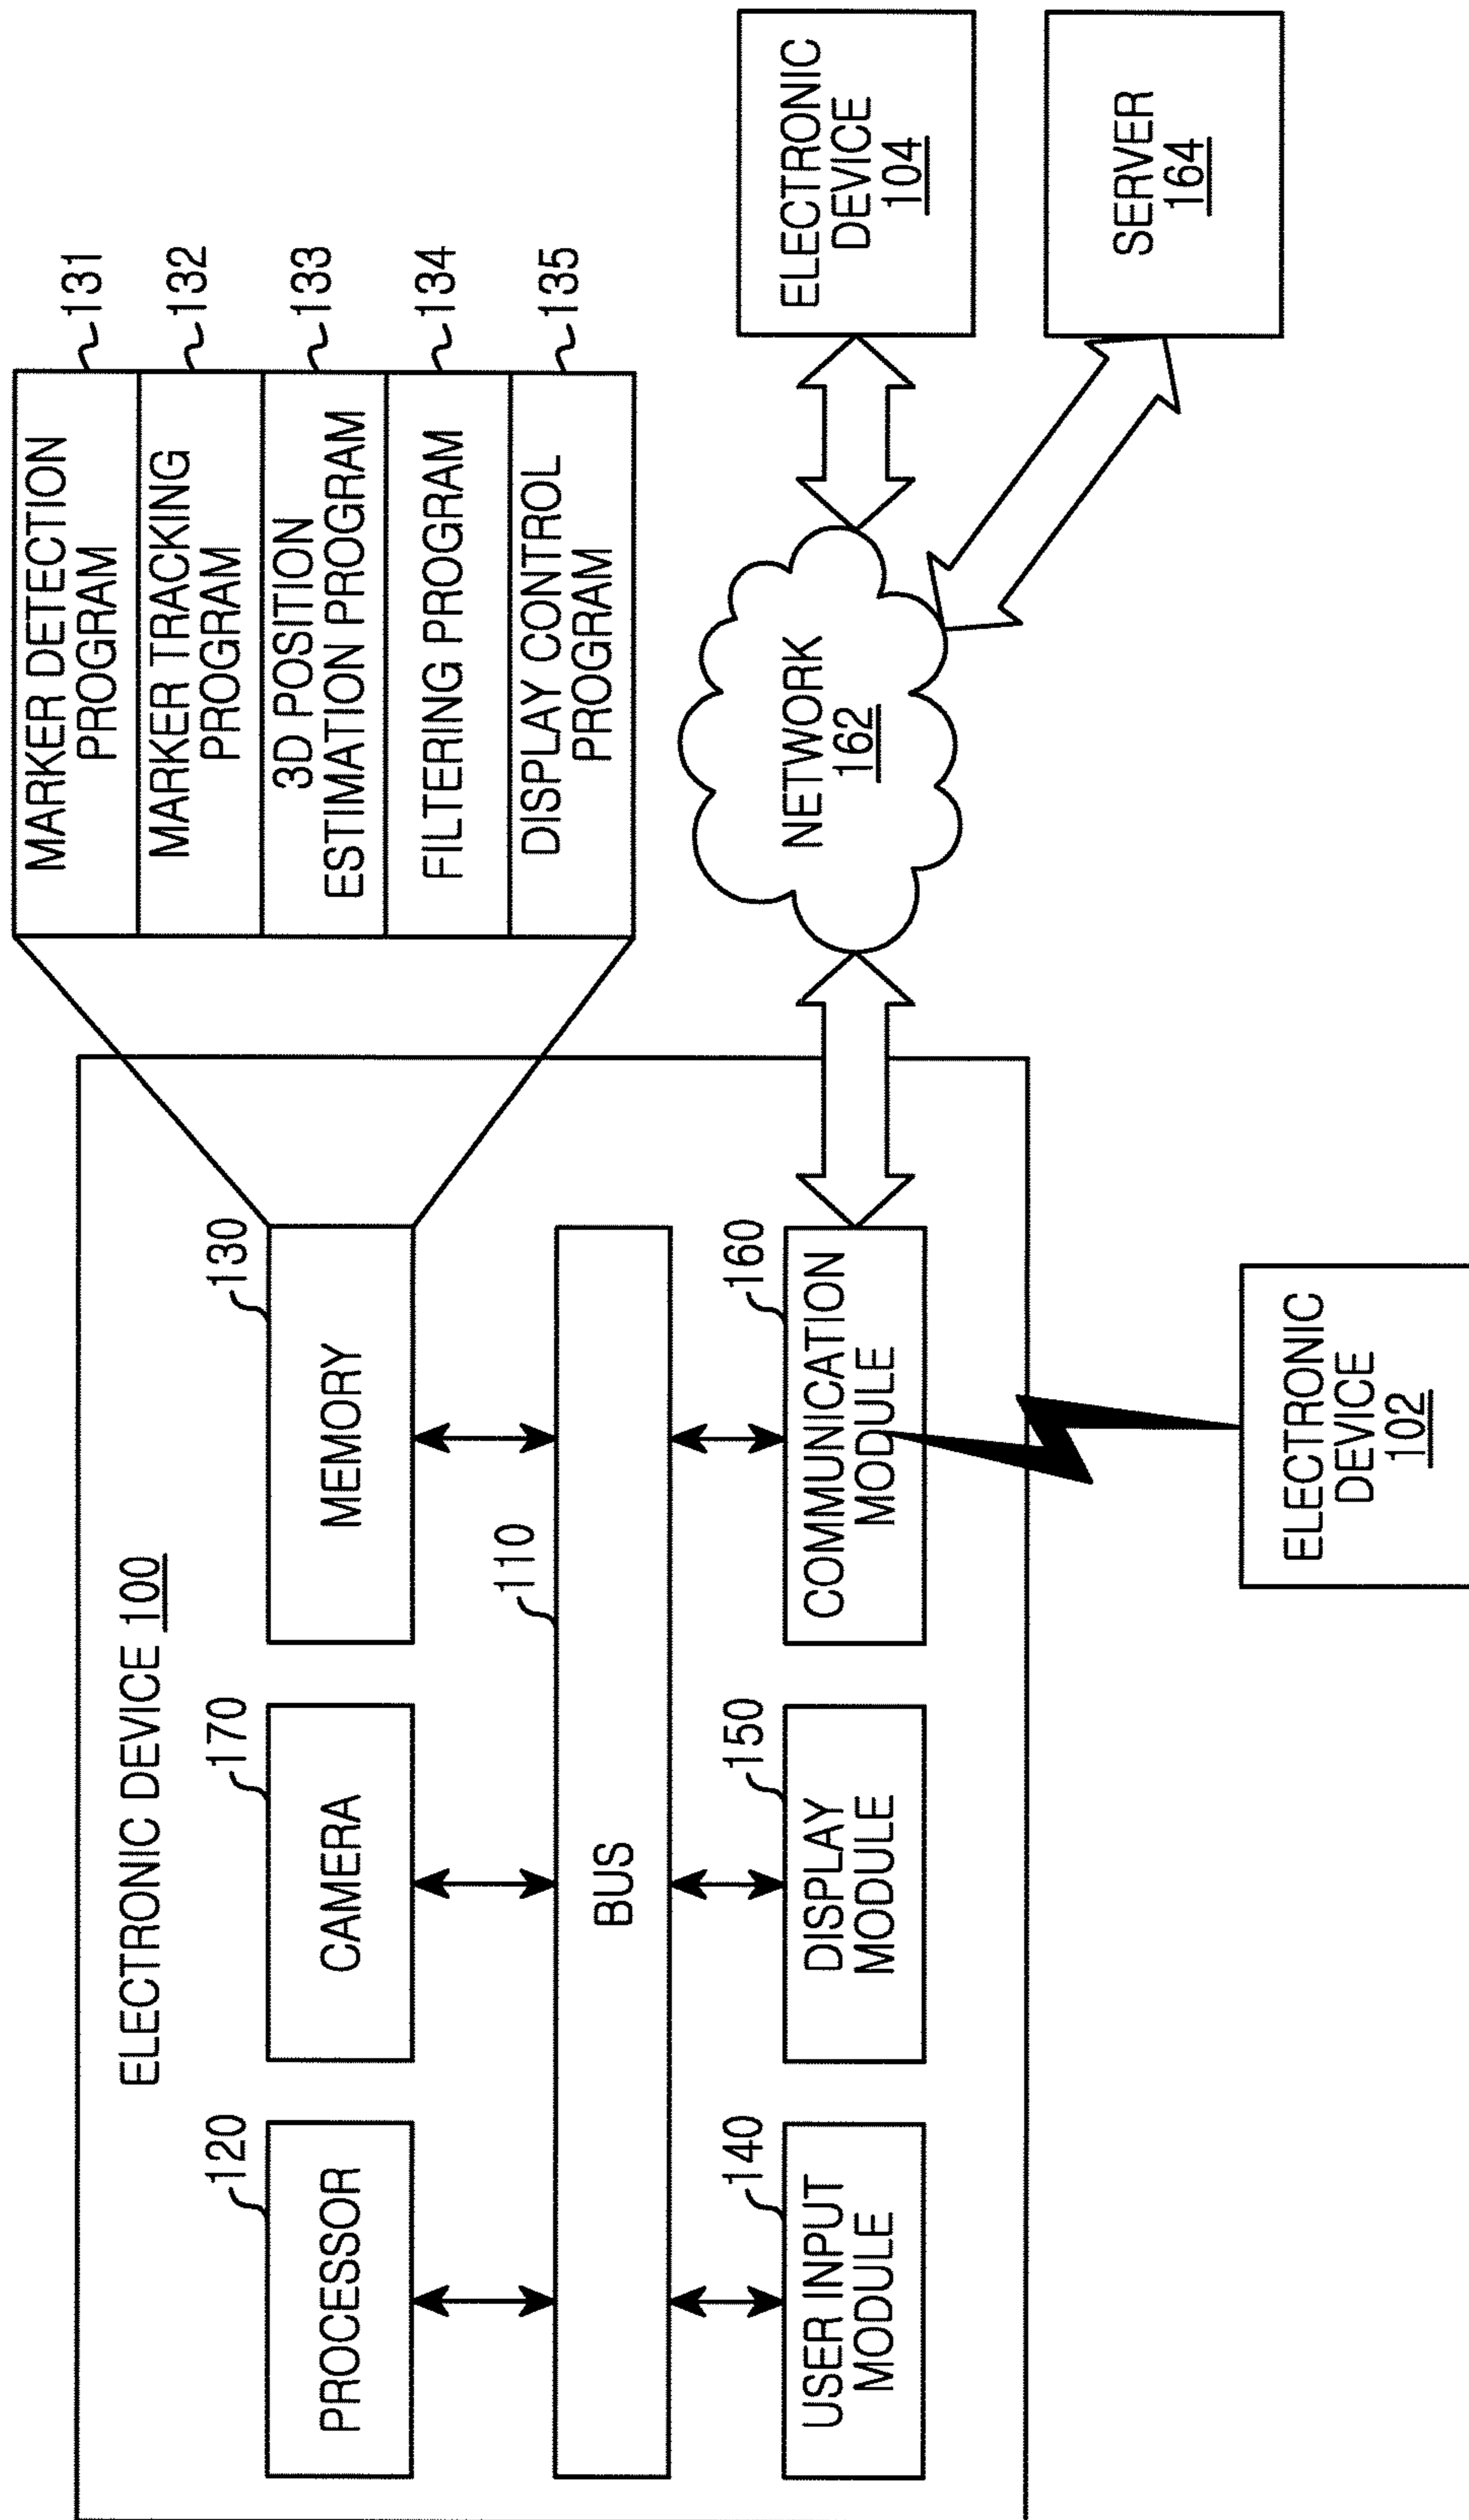 ELECTRONIC DEVICE 100
120
PROCESSOR
170
CAMERA
130
MEMORY
110
BUS
140
USER INPUT
MODULE
150
DISPLAY
MODULE
160
COMMUNICATION
MODULE
MARKER DETECTION
PROGRAM
131
MARKER TRACKING
PROGRAM
132
3D POSITION
ESTIMATION PROGRAM
133
FILTERING PROGRAM
134
DISPLAY CONTROL
PROGRAM
135
NETWORK
162
ELECTRONIC
DEVICE
104
SERVER
164
ELECTRONIC
DEVICE
102